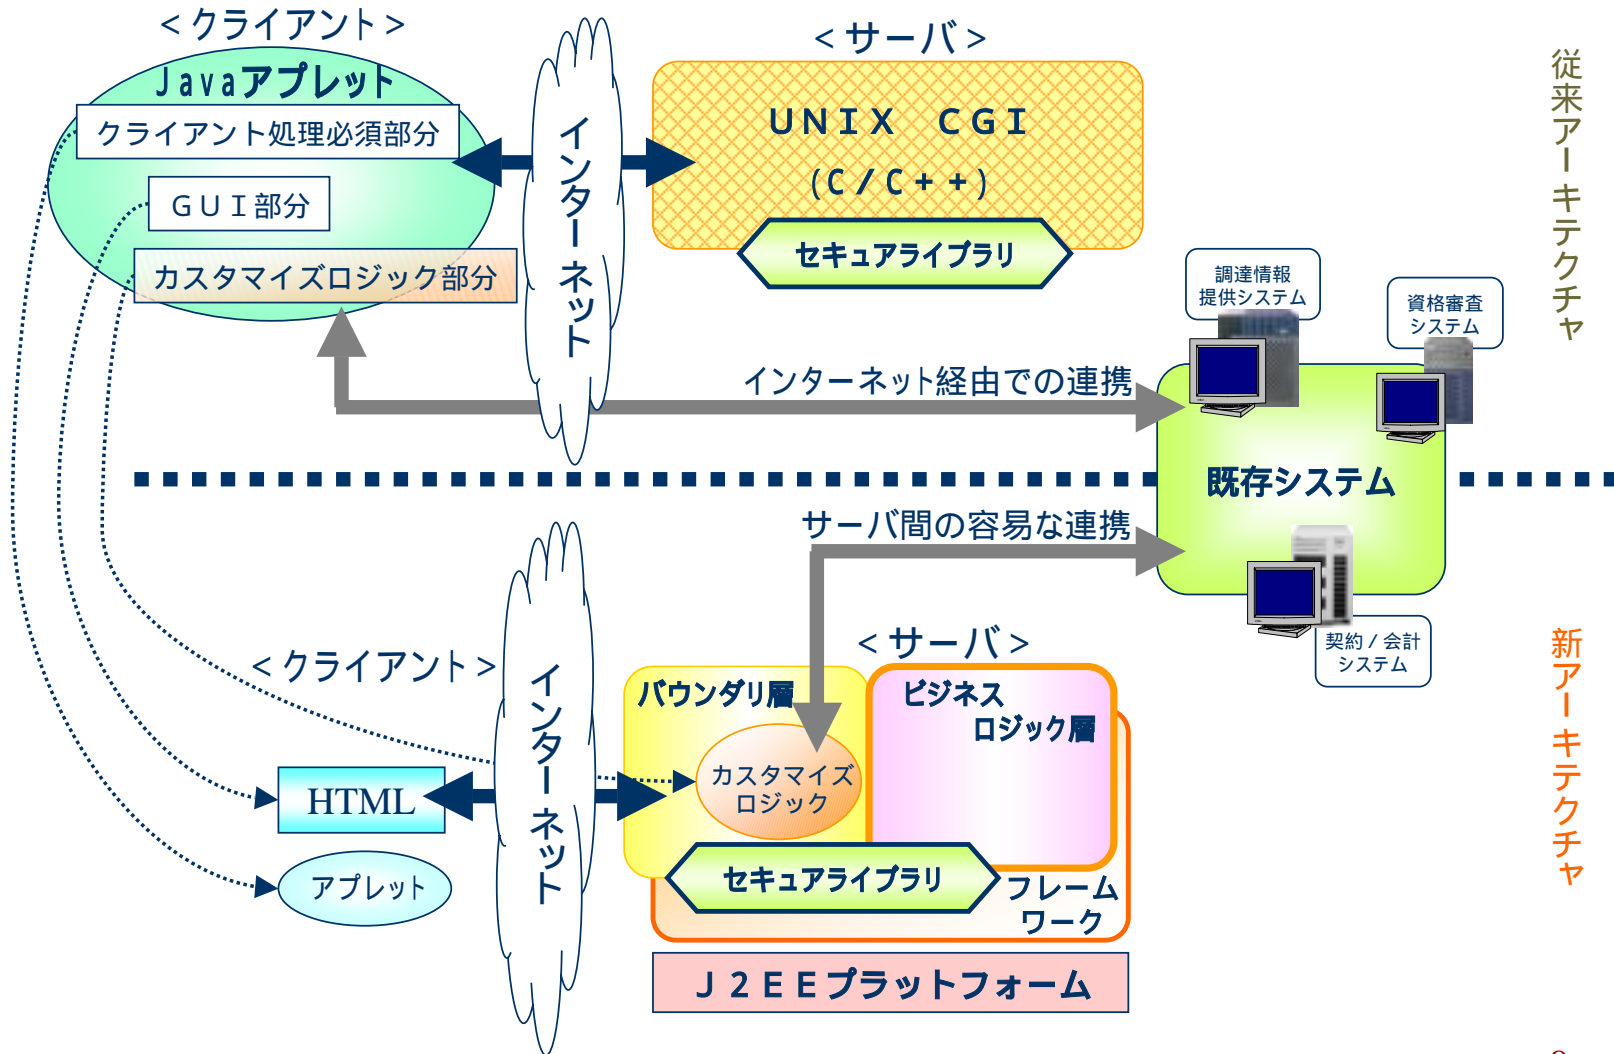 ＜クライアント＞
Javaアプレット
クライアント処理必須部分
ＧＵＩ部分
カスタマイズロジック部分
インターネット
＜サーバ＞
ＵＮＩＸ　ＣＧＩ
（Ｃ／Ｃ＋＋）
セキュアライブラリ
従来アーキテクチャ
調達情報
提供システム
資格審査
システム
インターネット経由での連携
既存システム
サーバ間の容易な連携
契約／会計
システム
新アーキテクチャ
＜クライアント＞
HTML
アプレット
インターネット
＜サーバ＞
バウンダリ層
カスタマイズ
ロジック
ビジネス
ロジック層
セキュアライブラリ
フレーム
ワーク
Ｊ２ＥＥプラットフォーム